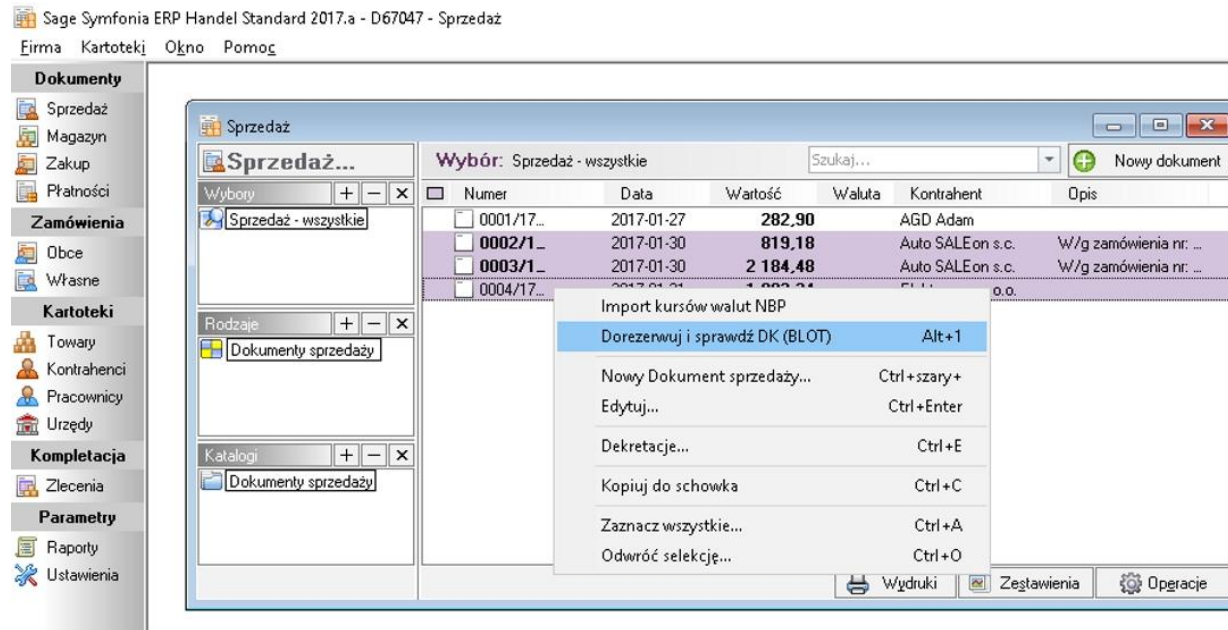 Sage Symfonia ERP Handel Standard 2017.a - D67047 - Sprzedaż
Firma Kartoteki Okno Pomoc
Dokumenty
Sprzedaż
Magazyn
Zakup
Płatności
Zamówienia
Obce
Własne
Kartoteki
Towary
Kontrahenci
Pracownicy
Urzędy
Kompletacja
Zlecenia
Parametry
Raporty
Ustawienia
Sprzedaż
Sprzedaż...
Wybory
Sprzedaż - wszystkie
Rodzaje
Dokumenty sprzedaży
Katalogi
Dokumenty sprzedaży
Wybór: Sprzedaż - wszystkie Szukaj... Nowy dokument
Numer Data Wartość Waluta Kontrahent Opis
0001/17... 2017-01-27 282,90 AGD Adam
0002/1... 2017-01-30 819,18 Auto SALEon s.c. W/g zamówienia nr: ...
0003/1... 2017-01-30 2 184,48 Auto SALEon s.c. W/g zamówienia nr: ...
0004/17... o.o.
Import kursów walut NBP
Dorezerwuj i sprawdź DK (BLOT) Alt+1
Nowy Dokument sprzedaży... Ctrl+szary+
Edytuj... Ctrl+Enter
Dekretacje... Ctrl+E
Kopiuj do schowka Ctrl+C
Zaznacz wszystkie... Ctrl+A
Odwróć selekcję... Ctrl+O
Wydruki Zestawienia Operacje